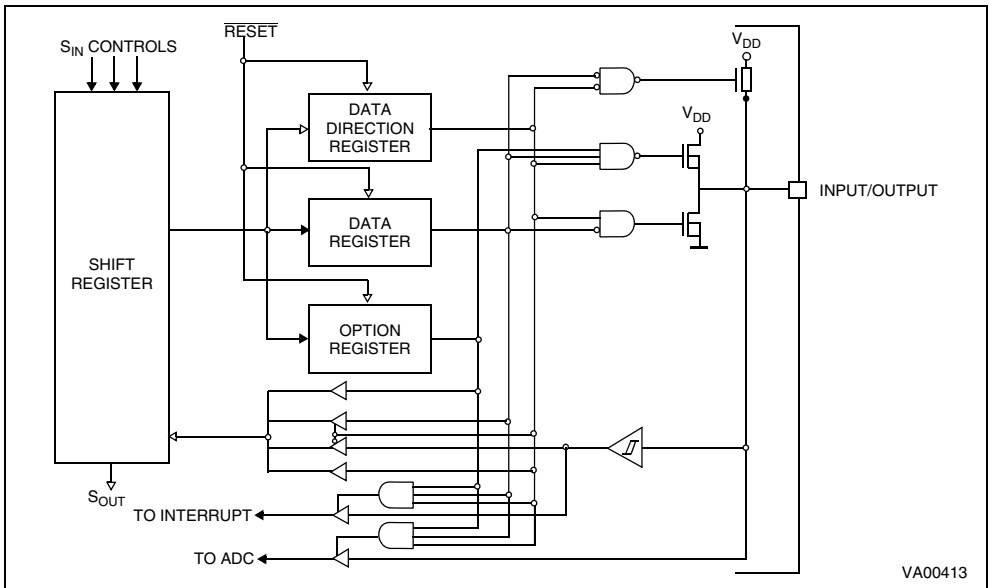 RESET
S_IN CONTROLS
V_DD
DATA
DIRECTION
REGISTER
V_DD
INPUT/OUTPUT
DATA
REGISTER
SHIFT
REGISTER
OPTION
REGISTER
S_OUT
TO INTERRUPT
TO ADC
VA00413